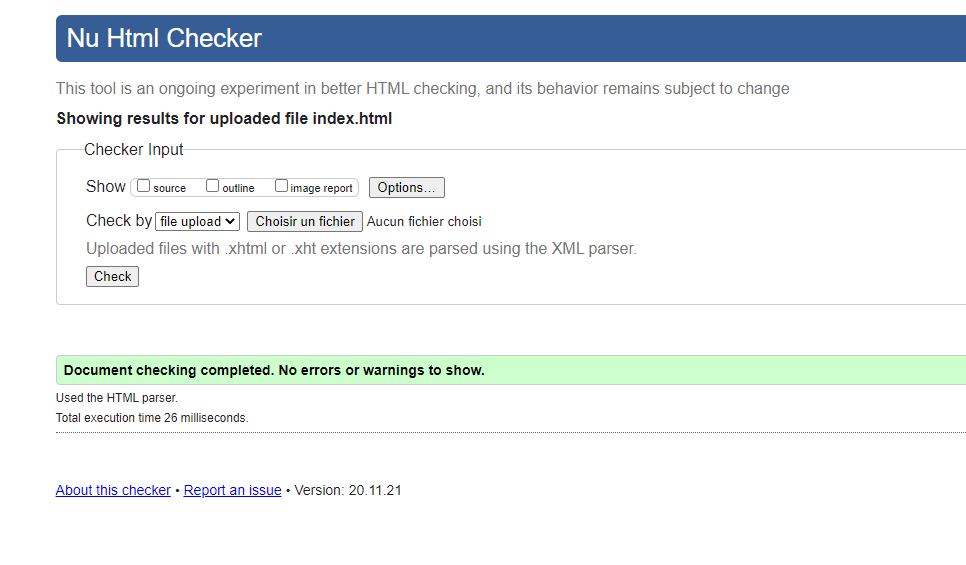 Nu Html Checker
This tool is an ongoing experiment in better HTML checking, and its behavior remains subject to change
Showing results for uploaded file index.html
Checker Input
Show source outline image report Options...
Check by file upload Choisir un fichier Aucun fichier choisi
Uploaded files with .xhtml or .xht extensions are parsed using the XML parser.
Check
Document checking completed. No errors or warnings to show.
Used the HTML parser.
Total execution time 26 milliseconds.
About this checker • Report an issue • Version: 20.11.21